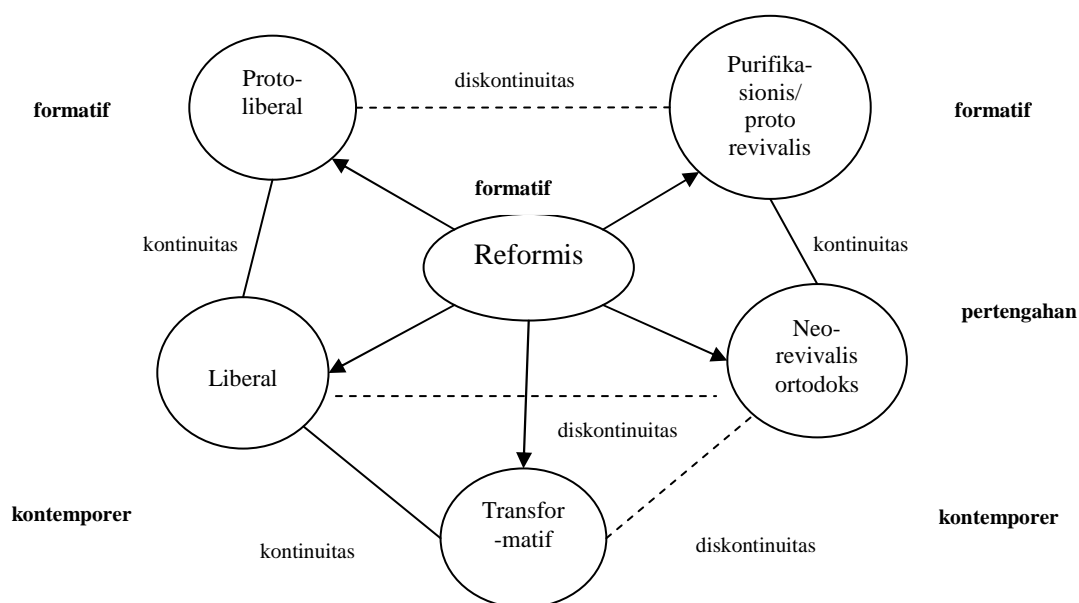 Proto-
liberal
diskontinuitas
Purifika-
sionis/
proto
revivalis
formatif
formatif
formatif
kontinuitas
Reformis
kontinuitas
pertengahan
Liberal
Neo-
revivalis
ortodoks
diskontinuitas
kontemporer
Transfor
-matif
kontemporer
kontinuitas
diskontinuitas